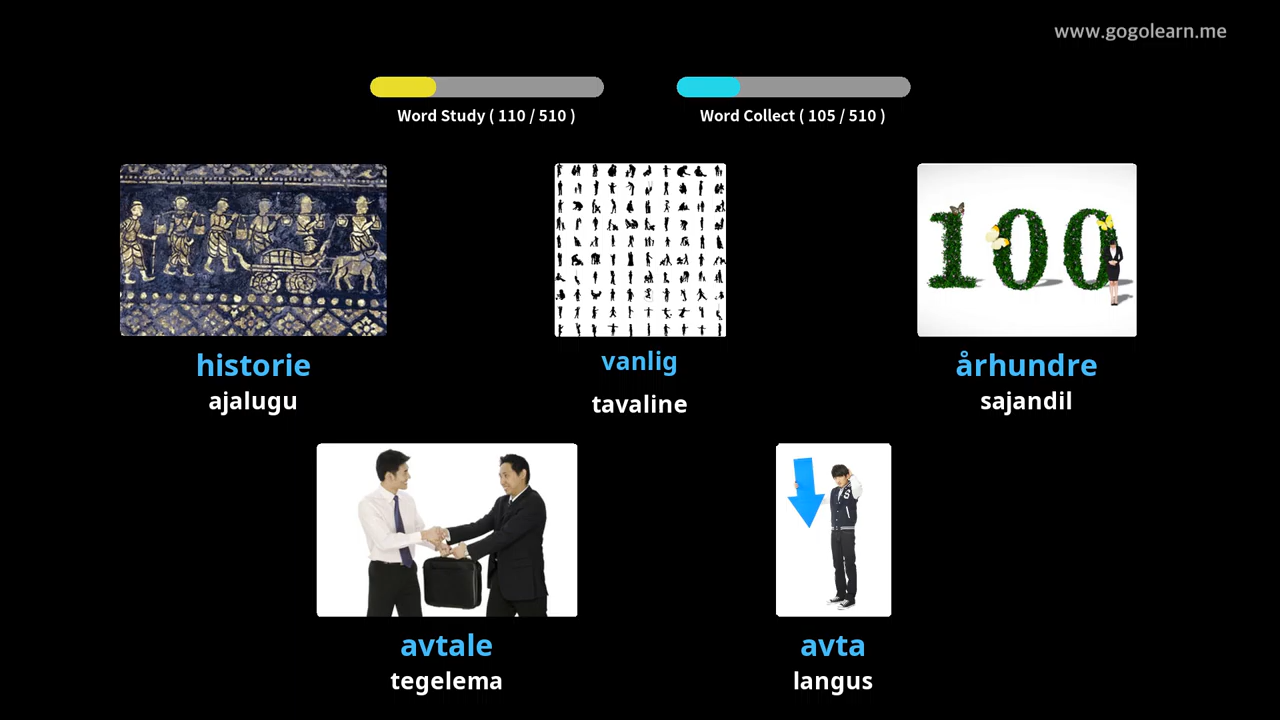 www.gogolearn.me
Word Study ( 110 / 510 )
Word Collect ( 105 / 510 )
historie
ajalugu
vanlig
tavaline
århundre
sajandil
avtale
tegelema
avta
langus